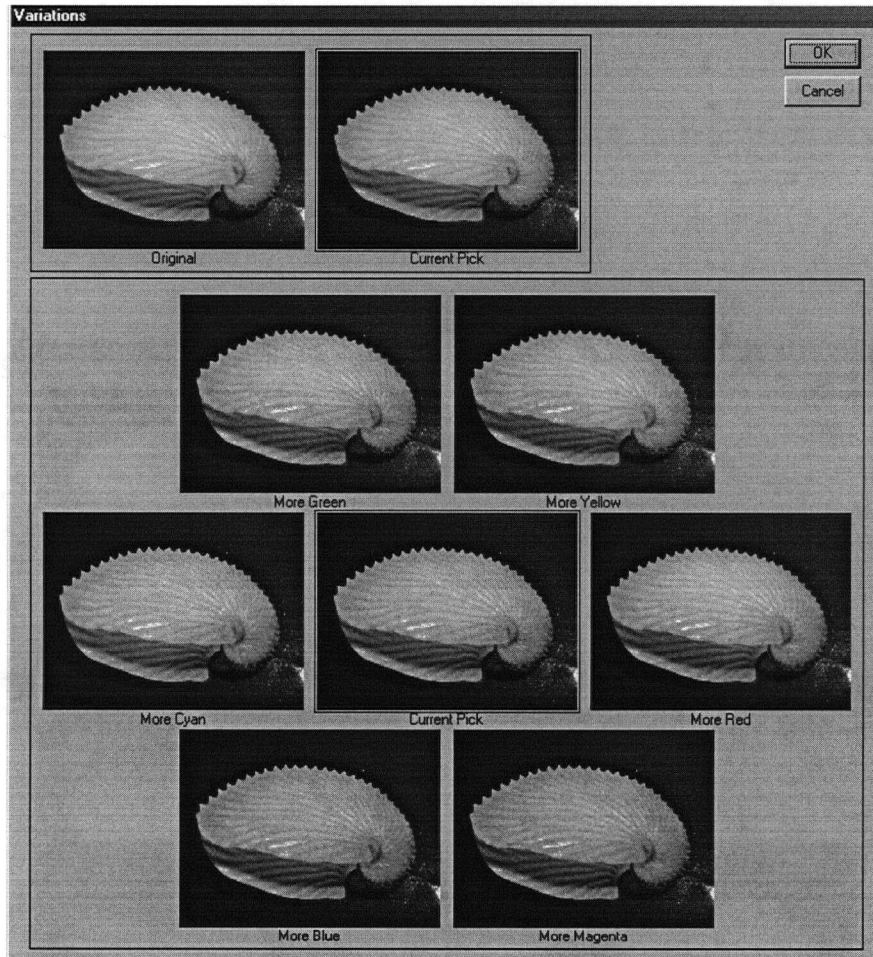 Variations
OK
Cancel
Original
Current Pick
More Green
More Yellow
More Cyan
Current Pick
More Red
More Blue
More Magenta